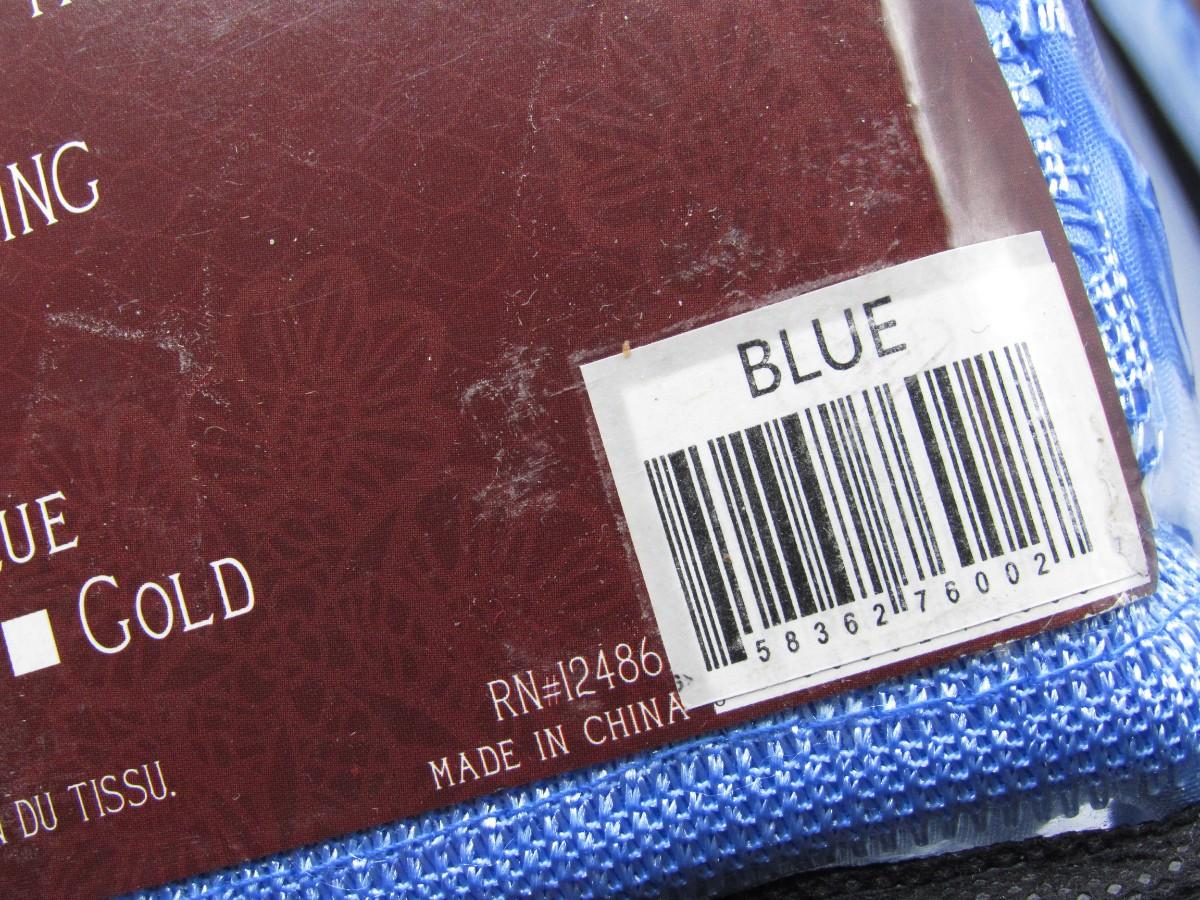 ING
UE
GOLD
BLUE
58362 76002
RN#12486
MADE IN CHINA
DU TISSU.